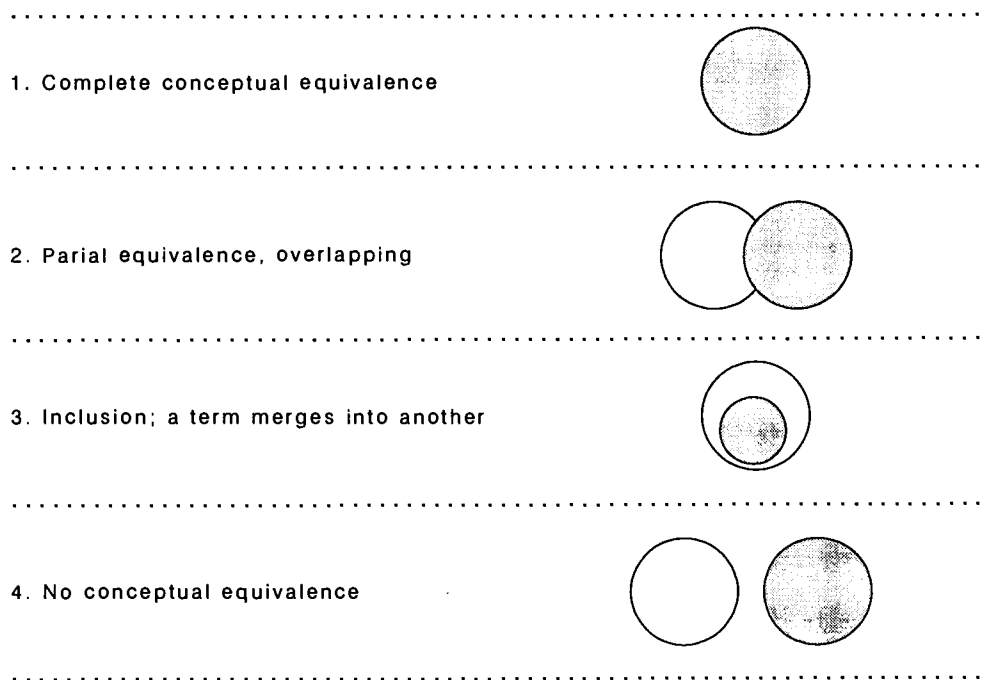 1. Complete conceptual equivalence
2. Parial equivalence, overlapping
3. Inclusion; a term merges into another
4. No conceptual equivalence